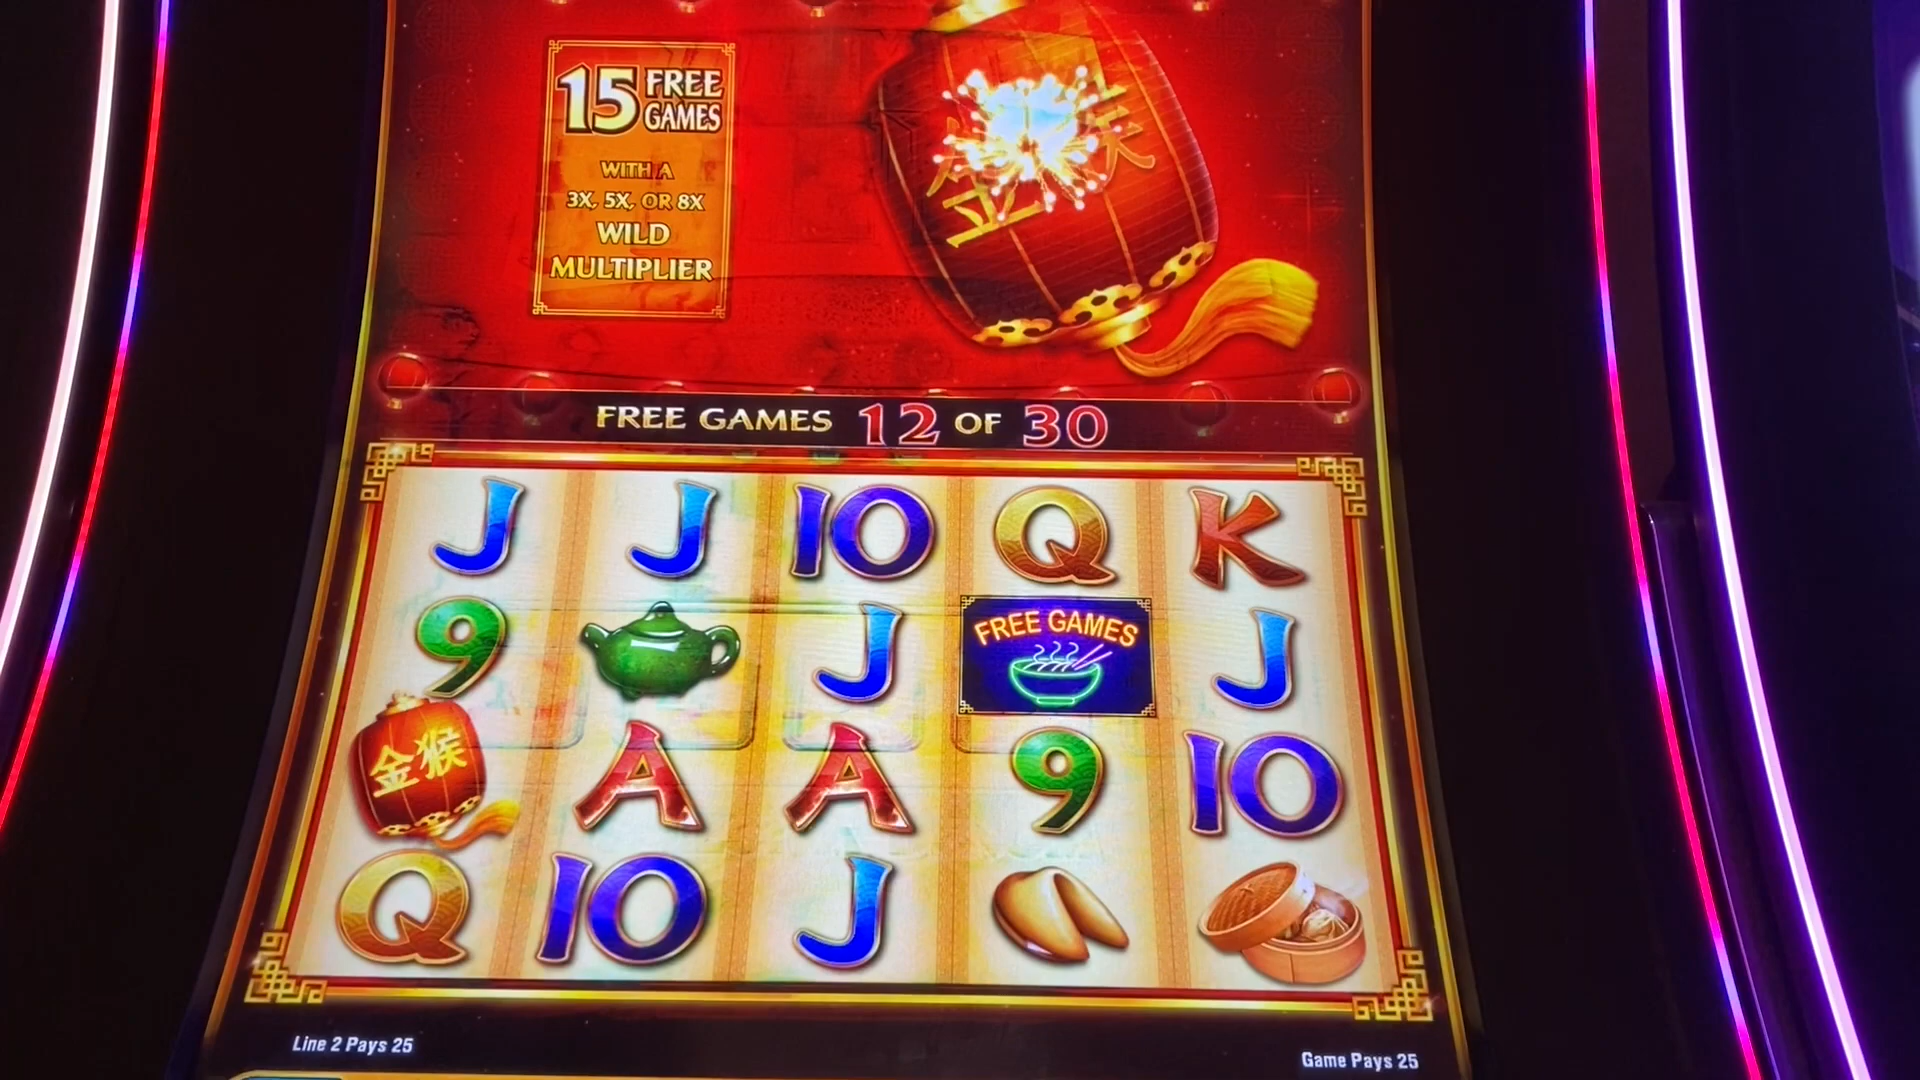 15 FREE
GAMES
WITH A
3X, 5X, OR 8X
WILD
MULTIPLIER
金猴
FREE GAMES 12 OF 30
J J 10 Q K
9 J FREE GAMES J
金猴 A A 9 10
Q 10 J
Line 2 Pays 25
Game Pays 25